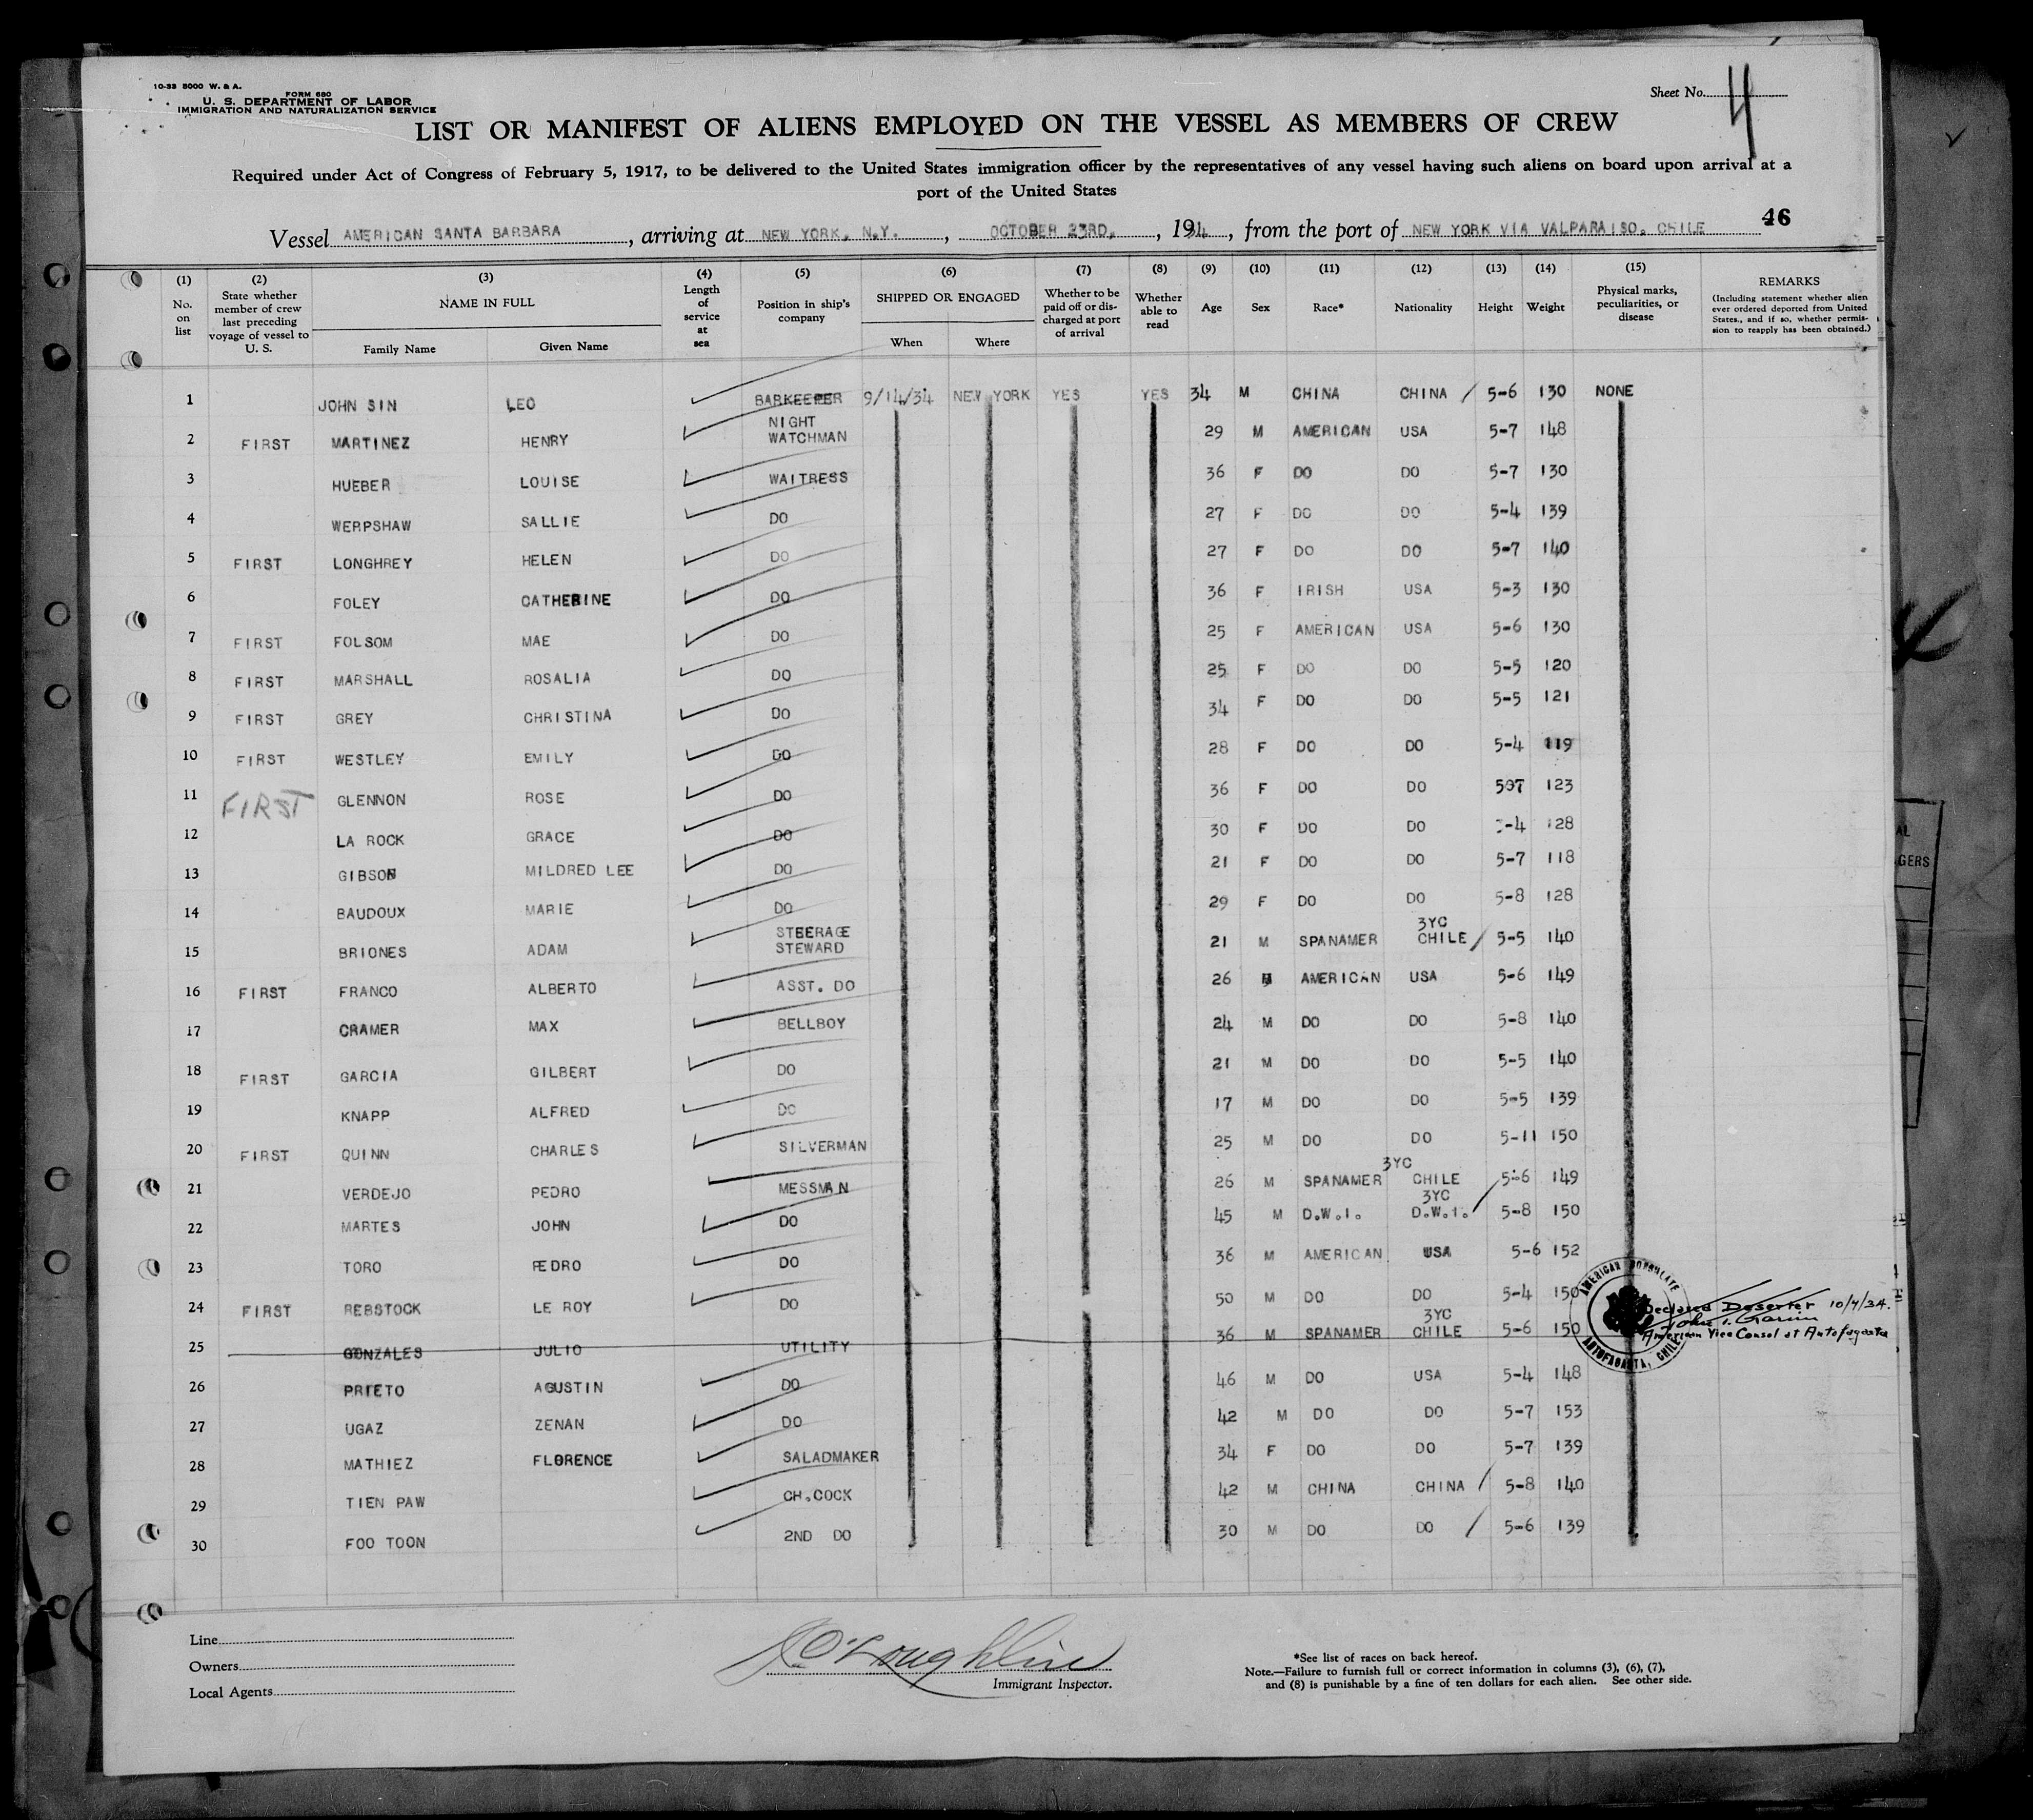 10-33 5000 W. & A.
FORM 680
U. S. DEPARTMENT OF LABOR
IMMIGRATION AND NATURALIZATION SERVICE
Sheet No. 4
LIST OR MANIFEST OF ALIENS EMPLOYED ON THE VESSEL AS MEMBERS OF CREW
Required under Act of Congress of February 5, 1917, to be delivered to the United States immigration officer by the representatives of any vessel having such aliens on board upon arrival at a
port of the United States
46
Vessel AMERICAN SANTA BARBARA, arriving at NEW YORK, N.Y., OCTOBER 23RD, 1934, from the port of NEW YORK VIA VALPARAISO. CHILE
(1) No. on list
(2) State whether member of crew last preceding voyage of vessel to U. S.
(3) NAME IN FULL Family Name Given Name
(4) Length of service at sea
(5) Position in ship's company
(6) SHIPPED OR ENGAGED When Where
(7) Whether to be paid off or discharged at port of arrival
(8) Whether able to read
(9) Age
(10) Sex
(11) Race*
(12) Nationality
(13) Height
(14) Weight
(15) Physical marks, peculiarities, or disease
REMARKS (Including statement whether alien ever ordered deported from United States., and if so, whether permission to reapply has been obtained.)
1 JOHN SIN LEO BARKEEPER 9/14/34 NEW YORK YES YES 34 M CHINA CHINA / 5-6 130 NONE
2 FIRST MARTINEZ HENRY NIGHT WATCHMAN 29 M AMERICAN USA 5-7 148
3 HUEBER LOUISE WAITRESS 36 F DO DO 5-7 130
4 WERPSHAW SALLIE DO 27 F DO DO 5-4 139
5 FIRST LONGHREY HELEN DO 27 F DO DO 5-7 140
6 FOLEY CATHERINE DO 36 F IRISH USA 5-3 130
7 FIRST FOLSOM MAE DO 25 F AMERICAN USA 5-6 130
8 FIRST MARSHALL ROSALIA DO 25 F DO DO 5-5 120
9 FIRST GREY CHRISTINA DO 34 F DO DO 5-5 121
10 FIRST WESTLEY EMILY DO 28 F DO DO 5-4 119
11 FIRST GLENNON ROSE DO 36 F DO DO 507 123
12 LA ROCK GRACE DO 30 F DO DO -4 128
13 GIBSON MILDRED LEE DO 21 F DO DO 5-7 118
14 BAUDOUX MARIE DO 29 F DO DO 5-8 128
15 BRIONES ADAM STEERAGE STEWARD 21 M SPANAMER 3YC CHILE / 5-5 140
16 FIRST FRANCO ALBERTO ASST. DO 26 M AMERICAN USA 5-6 149
17 CRAMER MAX BELLBOY 24 M DO DO 5-8 140
18 FIRST GARCIA GILBERT DO 21 M DO DO 5-5 140
19 KNAPP ALFRED DO 17 M DO DO 5-5 139
20 FIRST QUINN CHARLES SILVERMAN 25 M DO DO 5-11 150
21 VERDEJO PEDRO MESSMAN 26 M SPANAMER 3YC CHILE 5-6 149
22 MARTES JOHN DO 45 M D.W.I. 3YC D.W.I. / 5-8 150
23 TORO PEDRO DO 36 M AMERICAN USA 5-6 152
24 FIRST REBSTOCK LE ROY DO 50 M DO DO 5-4 150
25 GONZALES JULIO UTILITY 36 M SPANAMER 3YC CHILE 5-6 150
AMERICAN CONSULATE ANTOFAGASTA, CHILE
Declared Deserter 10/4/34.
American Vice Consul at Antofagasta
26 PRIETO AGUSTIN DO 46 M DO USA 5-4 148
27 UGAZ ZENAN DO 42 M DO DO 5-7 153
28 MATHIEZ FLORENCE SALADMAKER 34 F DO DO 5-7 139
29 TIEN PAW CH.COCK 42 M CHINA CHINA / 5-8 140
30 FOO TOON 2ND DO 30 M DO DO / 5-6 139
Line
Owners
Local Agents
Immigrant Inspector.
*See list of races on back hereof.
Note.—Failure to furnish full or correct information in columns (3), (6), (7),
and (8) is punishable by a fine of ten dollars for each alien. See other side.